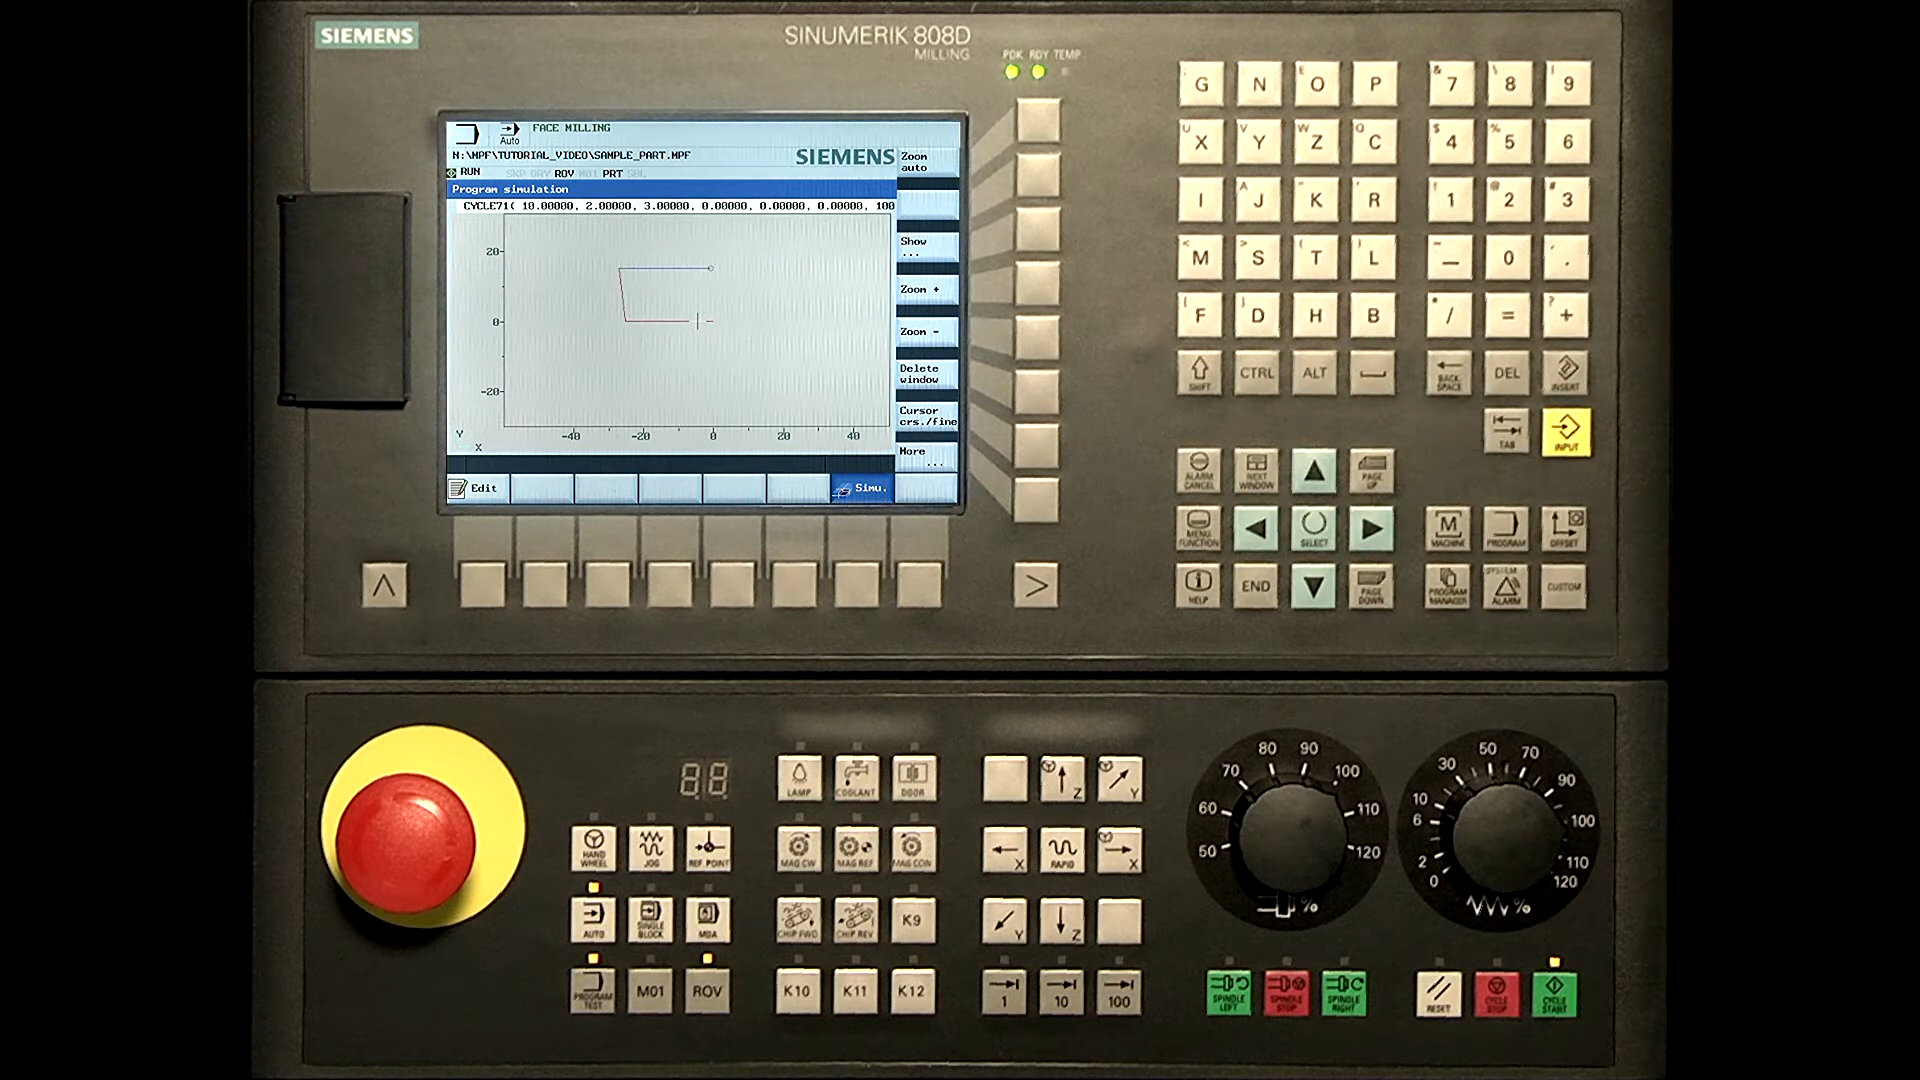 SIEMENS
SINUMERIK 808D
MILLING
POK RDY TEMP
Auto
FACE MILLING
N:\MPF\TUTORIAL_VIDEO\SAMPLE_PART.MPF
SIEMENS
RUN
SKP DRY ROV M01 PRT SBL
Program simulation
CYCLE71( 10.00000, 2.00000, 3.00000, 0.00000, 0.00000, 0.00000, 100
20
0
-20
-40 -20 0 20 40
Y
X
Zoom
auto
Show
...
Zoom +
Zoom -
Delete
window
Cursor
crs./fine
More
...
Edit
Simu.
G N O P & 7 \ 8 9
U X V Y W Z Q C $ 4 % 5 6
I A J " K ' R ! 1 @ 2 # 3
< M > S ( T ) L 0 .
F D H B * / = ? +
SHIFT CTRL ALT BACKSPACE DEL INSERT
TAB INPUT
ALARM CANCEL NEXT WINDOW PAGE UP
MENU FUNCTION SELECT M MACHINE PROGRAM OFFSET
HELP END PAGE DOWN PROGRAM MANAGER SYSTEM ALARM CUSTOM
88
LAMP COOLANT DOOR
Z Y
HAND WHEEL JOG REF. POINT
MAG CW MAG REF MAG CCW
X RAPID X
AUTO SINGLE BLOCK MDA
CHIP FWD CHIP REV K9
Y Z
PROGRAM TEST M01 ROV
K10 K11 K12
1 10 100
50 60 70 80 90 100 110 120
%
0 2 6 10 30 50 70 90 100 110 120
%
SPINDLE LEFT SPINDLE STOP SPINDLE RIGHT
RESET CYCLE STOP CYCLE START